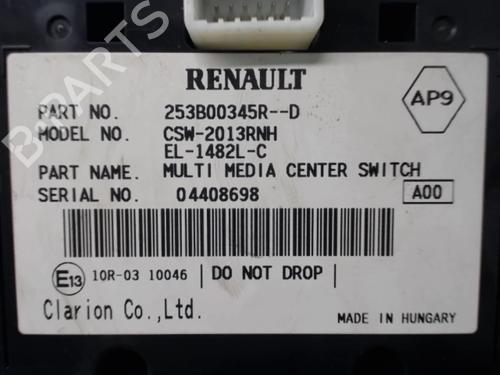 RENAULT
AP9
PART NO. 253B00345R--D
MODEL NO. CSW-2013RNH
EL-1482L-C
PART NAME. MULTI MEDIA CENTER SWITCH
SERIAL NO. 04408698 A00
E13 10R-03 10046 DO NOT DROP
Clarion Co.,Ltd. MADE IN HUNGARY
B-PARTS